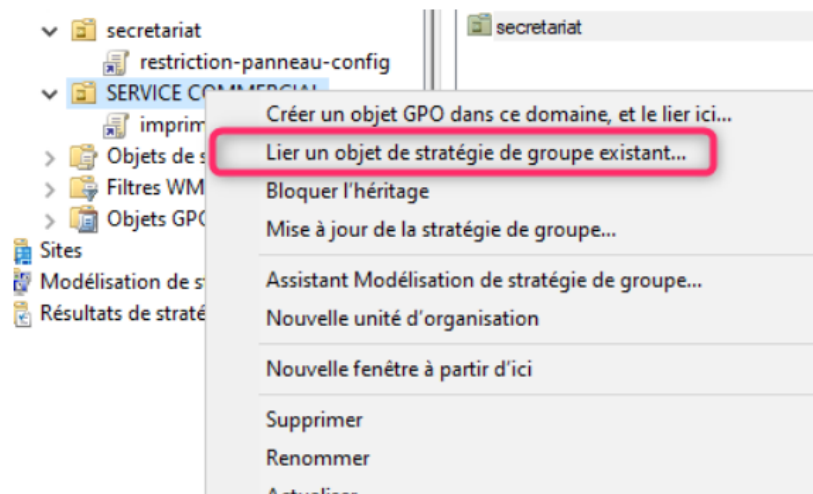 secretariat
restriction-panneau-config
SERVICE COMMERCIAL
imprim
Objets de s
Filtres WM
Objets GPO
Sites
Modélisation de s
Résultats de straté
secretariat
Créer un objet GPO dans ce domaine, et le lier ici...
Lier un objet de stratégie de groupe existant...
Bloquer l'héritage
Mise à jour de la stratégie de groupe...
Assistant Modélisation de stratégie de groupe...
Nouvelle unité d'organisation
Nouvelle fenêtre à partir d'ici
Supprimer
Renommer
Actualiser